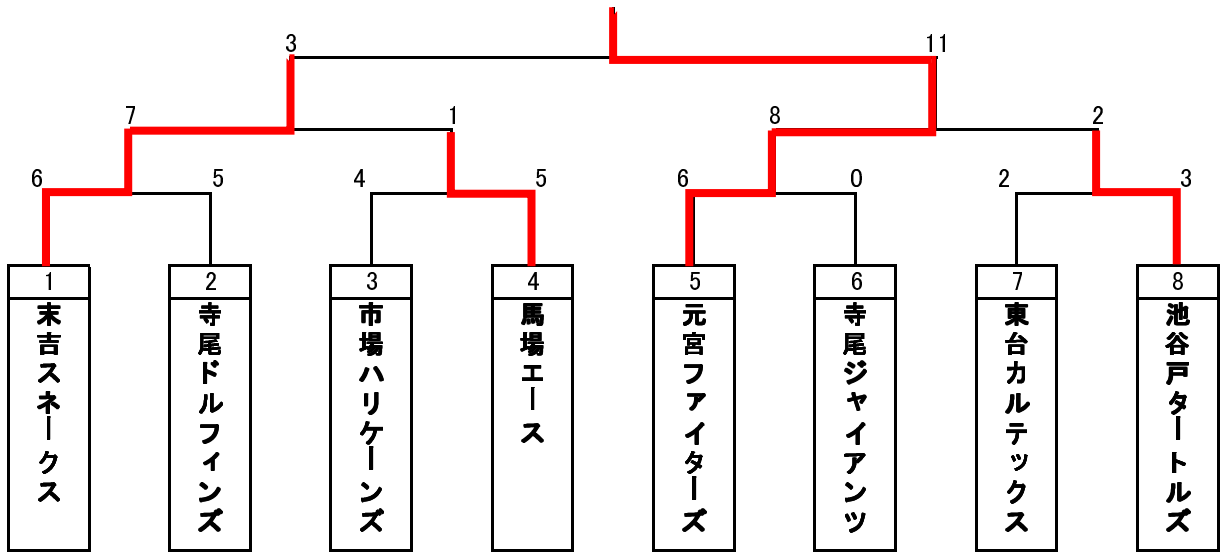 3 11
7 1 8 2
6 5 4 5 6 0 2 3
1 2 3 4 5 6 7 8
末吉スネークス
寺尾ドルフィンズ
市場ハリケーンズ
馬場エース
元宮ファイターズ
寺尾ジャイアンツ
東台カルテックス
池谷戸タートルズ